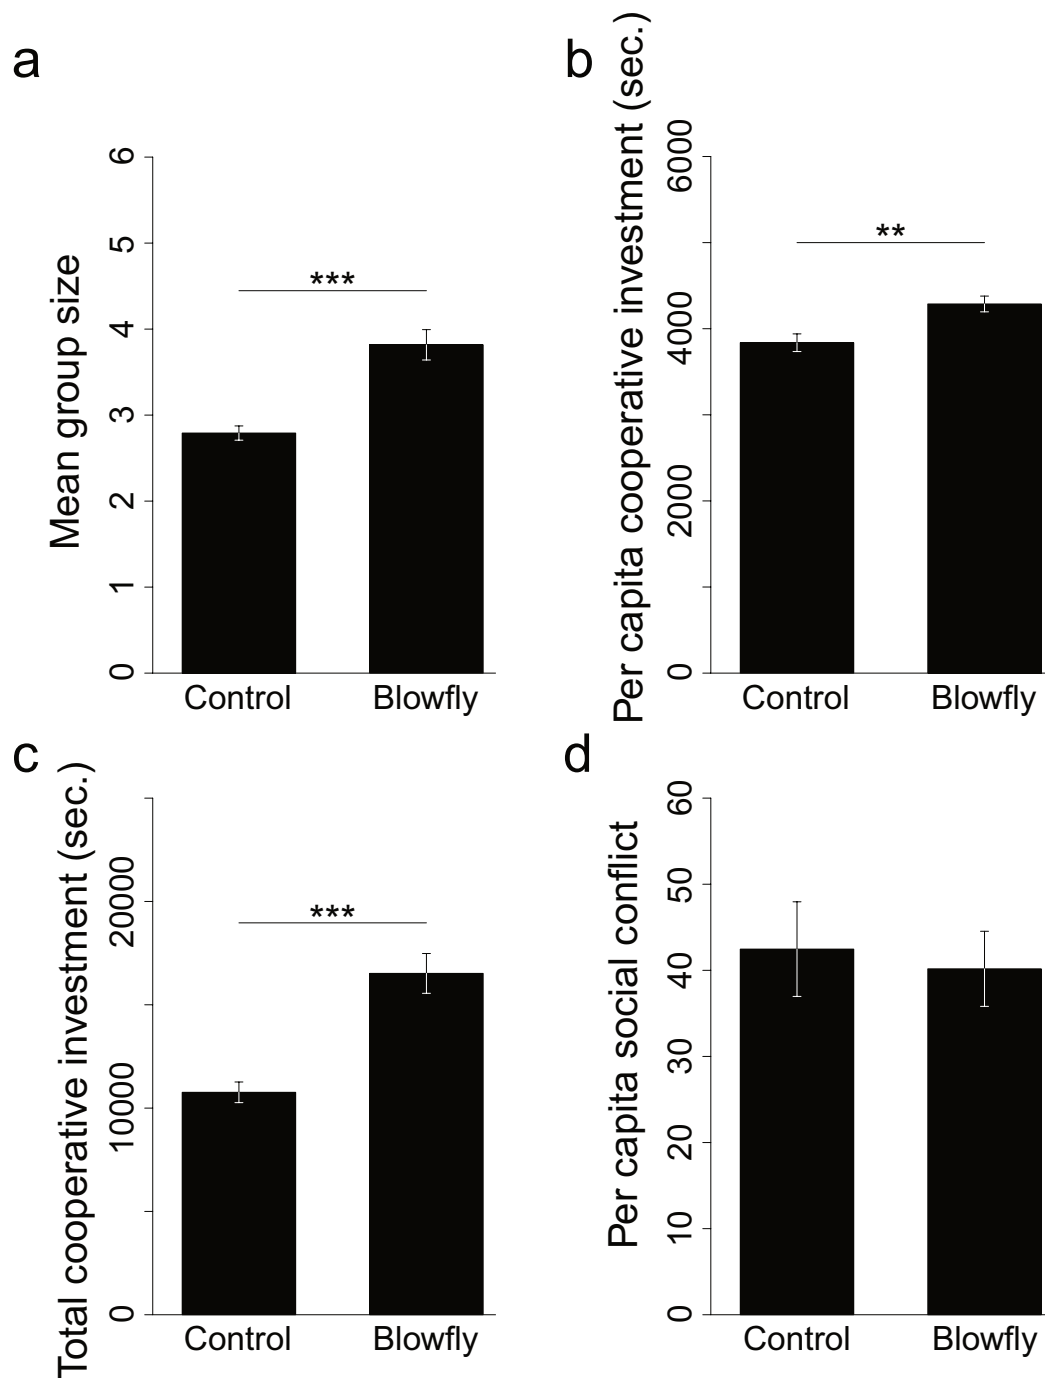 a
Mean group size
6
5
4
3
2
1
0
***
Control Blowfly
b
Per capita cooperative investment (sec.)
6000
4000
2000
0
**
Control Blowfly
c
Total cooperative investment (sec.)
20000
10000
0
***
Control Blowfly
d
Per capita social conflict
60
50
40
30
20
10
0
Control Blowfly